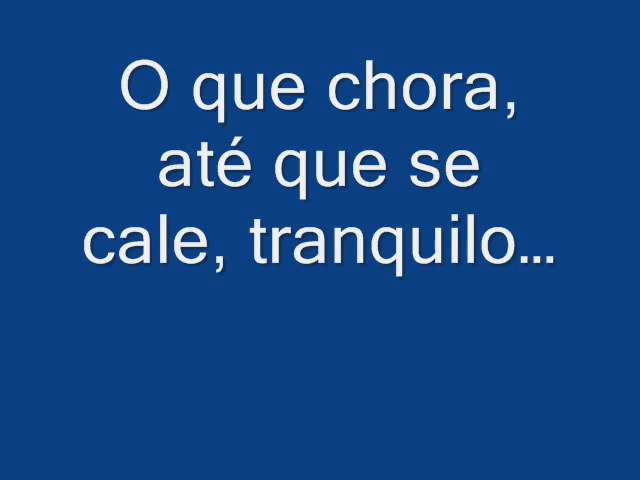 O que chora,
até que se
cale, tranquilo...